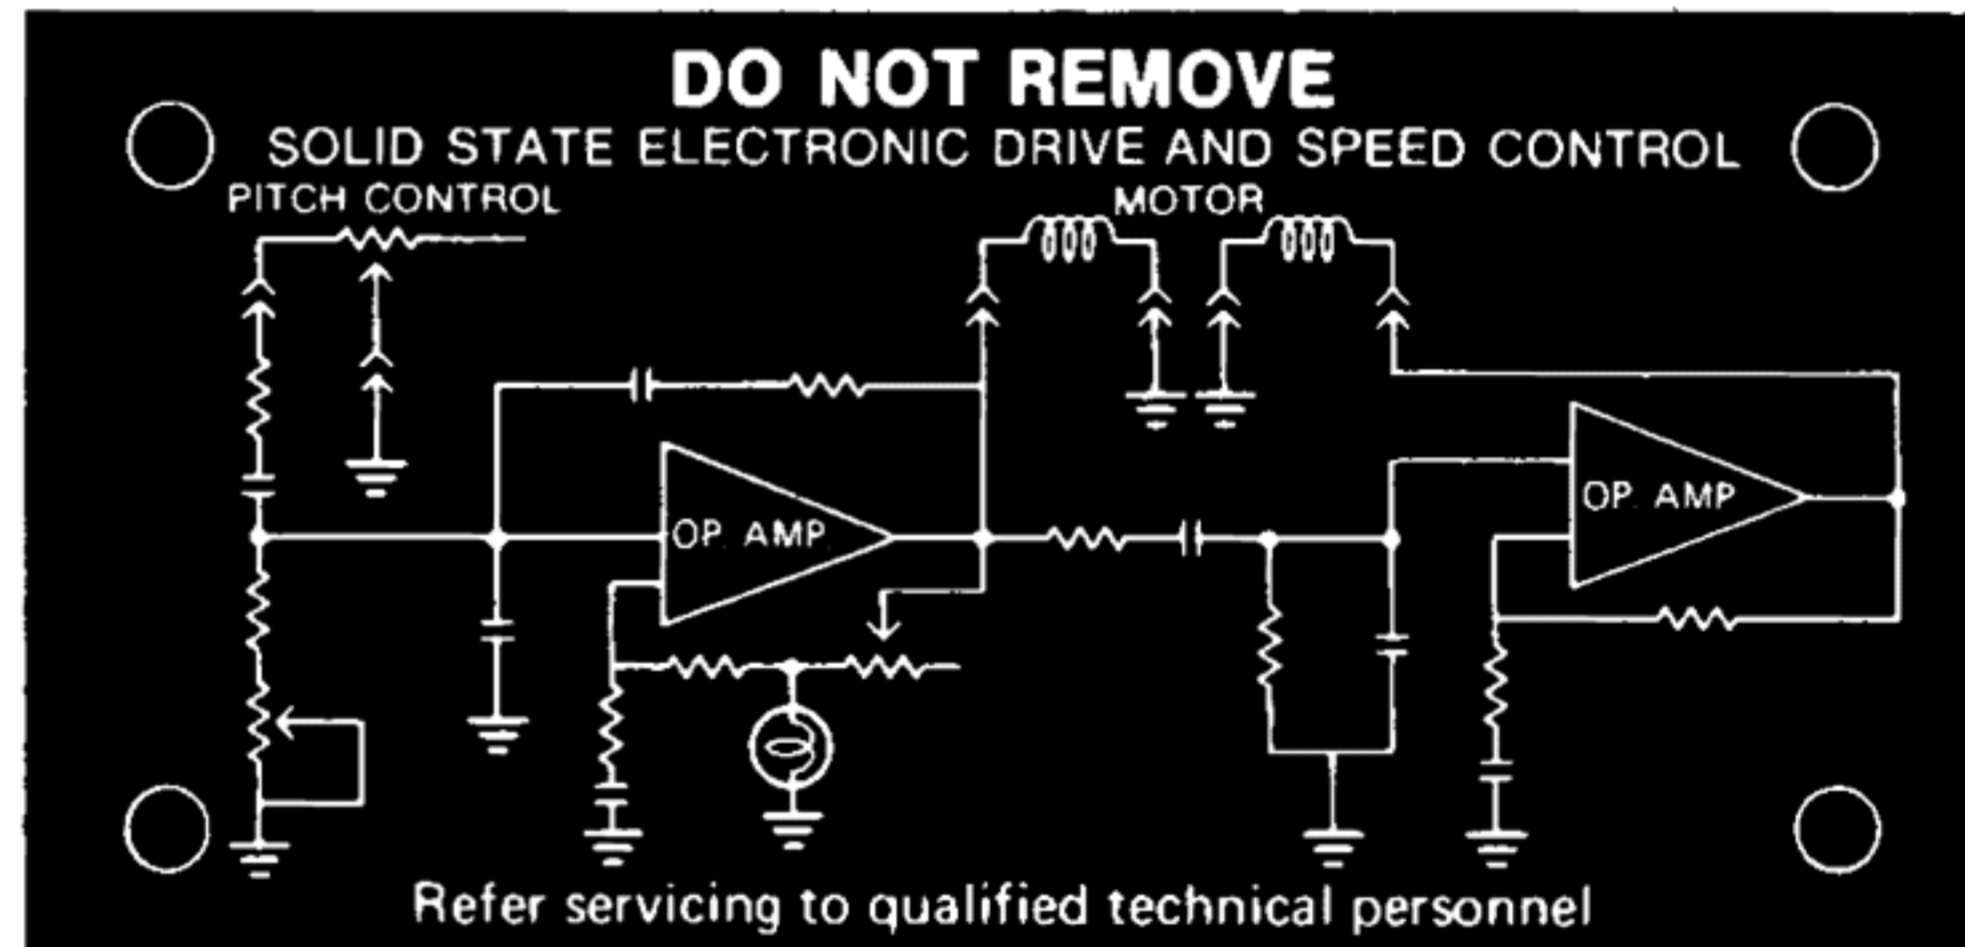 DO NOT REMOVE
SOLID STATE ELECTRONIC DRIVE AND SPEED CONTROL
PITCH CONTROL
MOTOR
OP. AMP.
OP. AMP
Refer servicing to qualified technical personnel